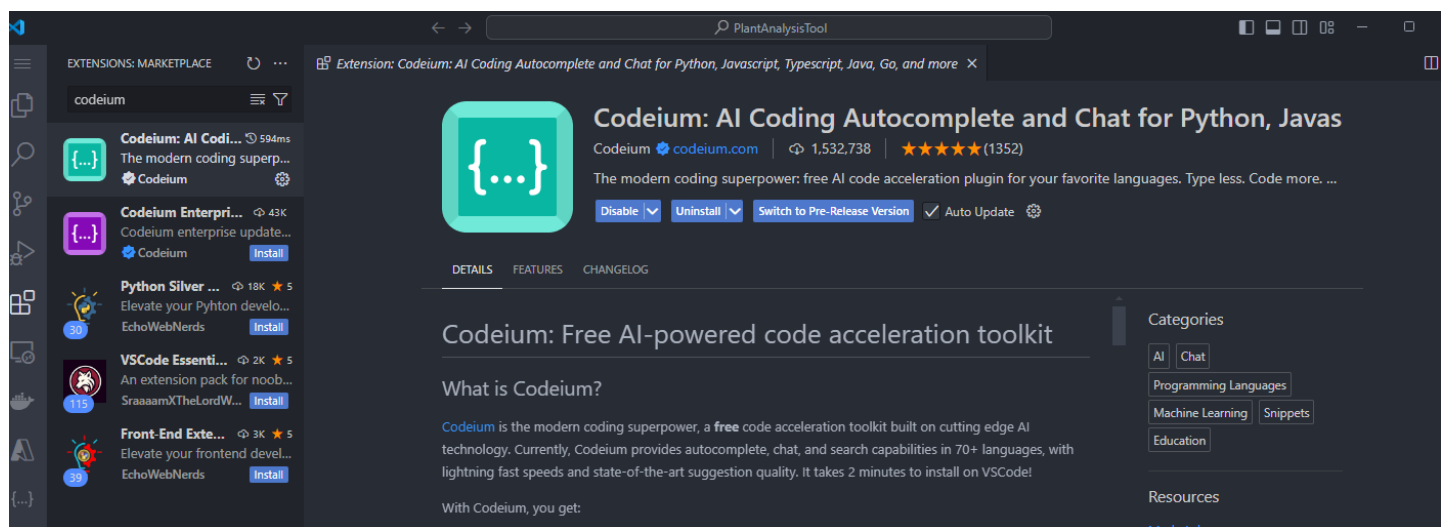 PlantAnalysisTool
EXTENSIONS: MARKETPLACE
codeium
Codeium: AI Codi... 594ms
The modern coding superp...
Codeium
Codeium Enterpri... 43K
Codeium enterprise update...
Codeium Install
Python Silver ... 18K ★ 5
Elevate your Pyhton develo...
30 EchoWebNerds Install
VSCode Essenti... 2K ★ 5
An extension pack for noob...
115 SraaaamXTheLordW... Install
Front-End Exte... 3K ★ 5
Elevate your frontend devel...
39 EchoWebNerds Install
{...}
Extension: Codeium: AI Coding Autocomplete and Chat for Python, Javascript, Typescript, Java, Go, and more
{...}
Codeium: AI Coding Autocomplete and Chat for Python, Javas
Codeium codeium.com | 1,532,738 | ★★★★★(1352)
The modern coding superpower: free AI code acceleration plugin for your favorite languages. Type less. Code more. ...
Disable Uninstall Switch to Pre-Release Version Auto Update
DETAILS FEATURES CHANGELOG
Codeium: Free AI-powered code acceleration toolkit
What is Codeium?
Codeium is the modern coding superpower, a free code acceleration toolkit built on cutting edge AI
technology. Currently, Codeium provides autocomplete, chat, and search capabilities in 70+ languages, with
lightning fast speeds and state-of-the-art suggestion quality. It takes 2 minutes to install on VSCode!
With Codeium, you get:
Categories
AI Chat
Programming Languages
Machine Learning Snippets
Education
Resources